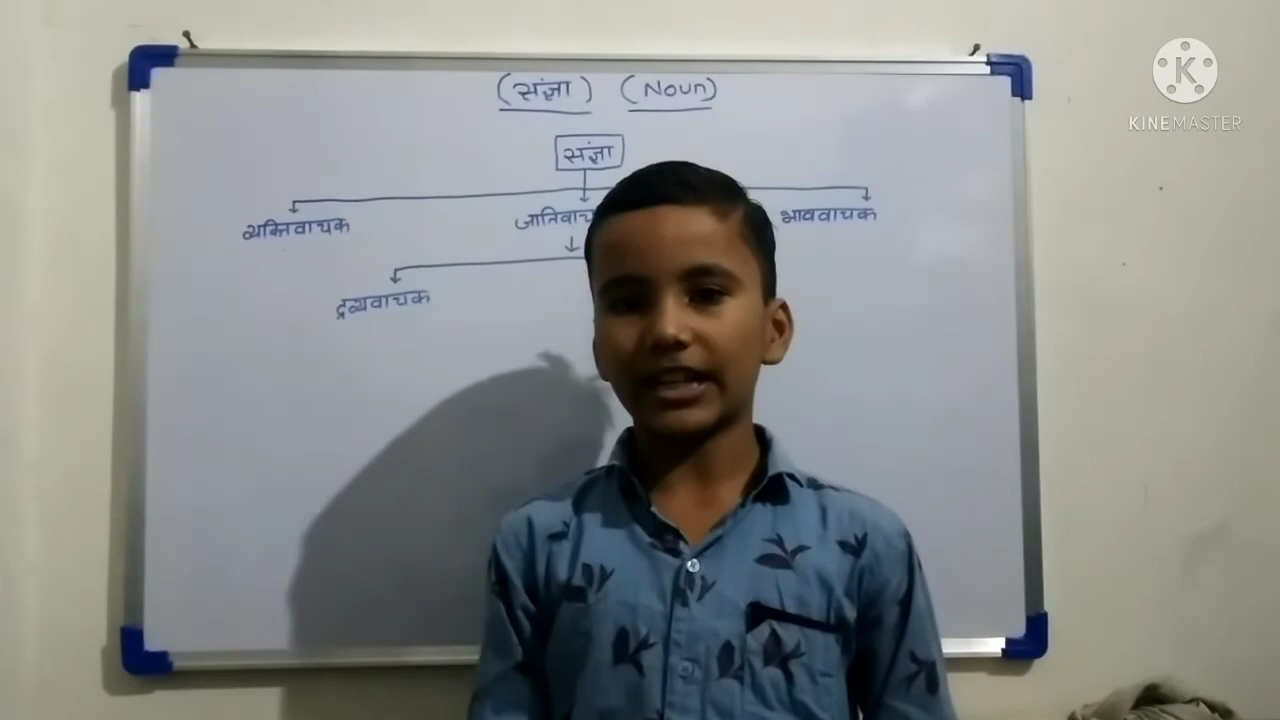 (संज्ञा) (Noun)
संज्ञा
व्यक्तिवाचक जातिवाच भाववाचक
द्रव्यवाचक
K
KINEMASTER